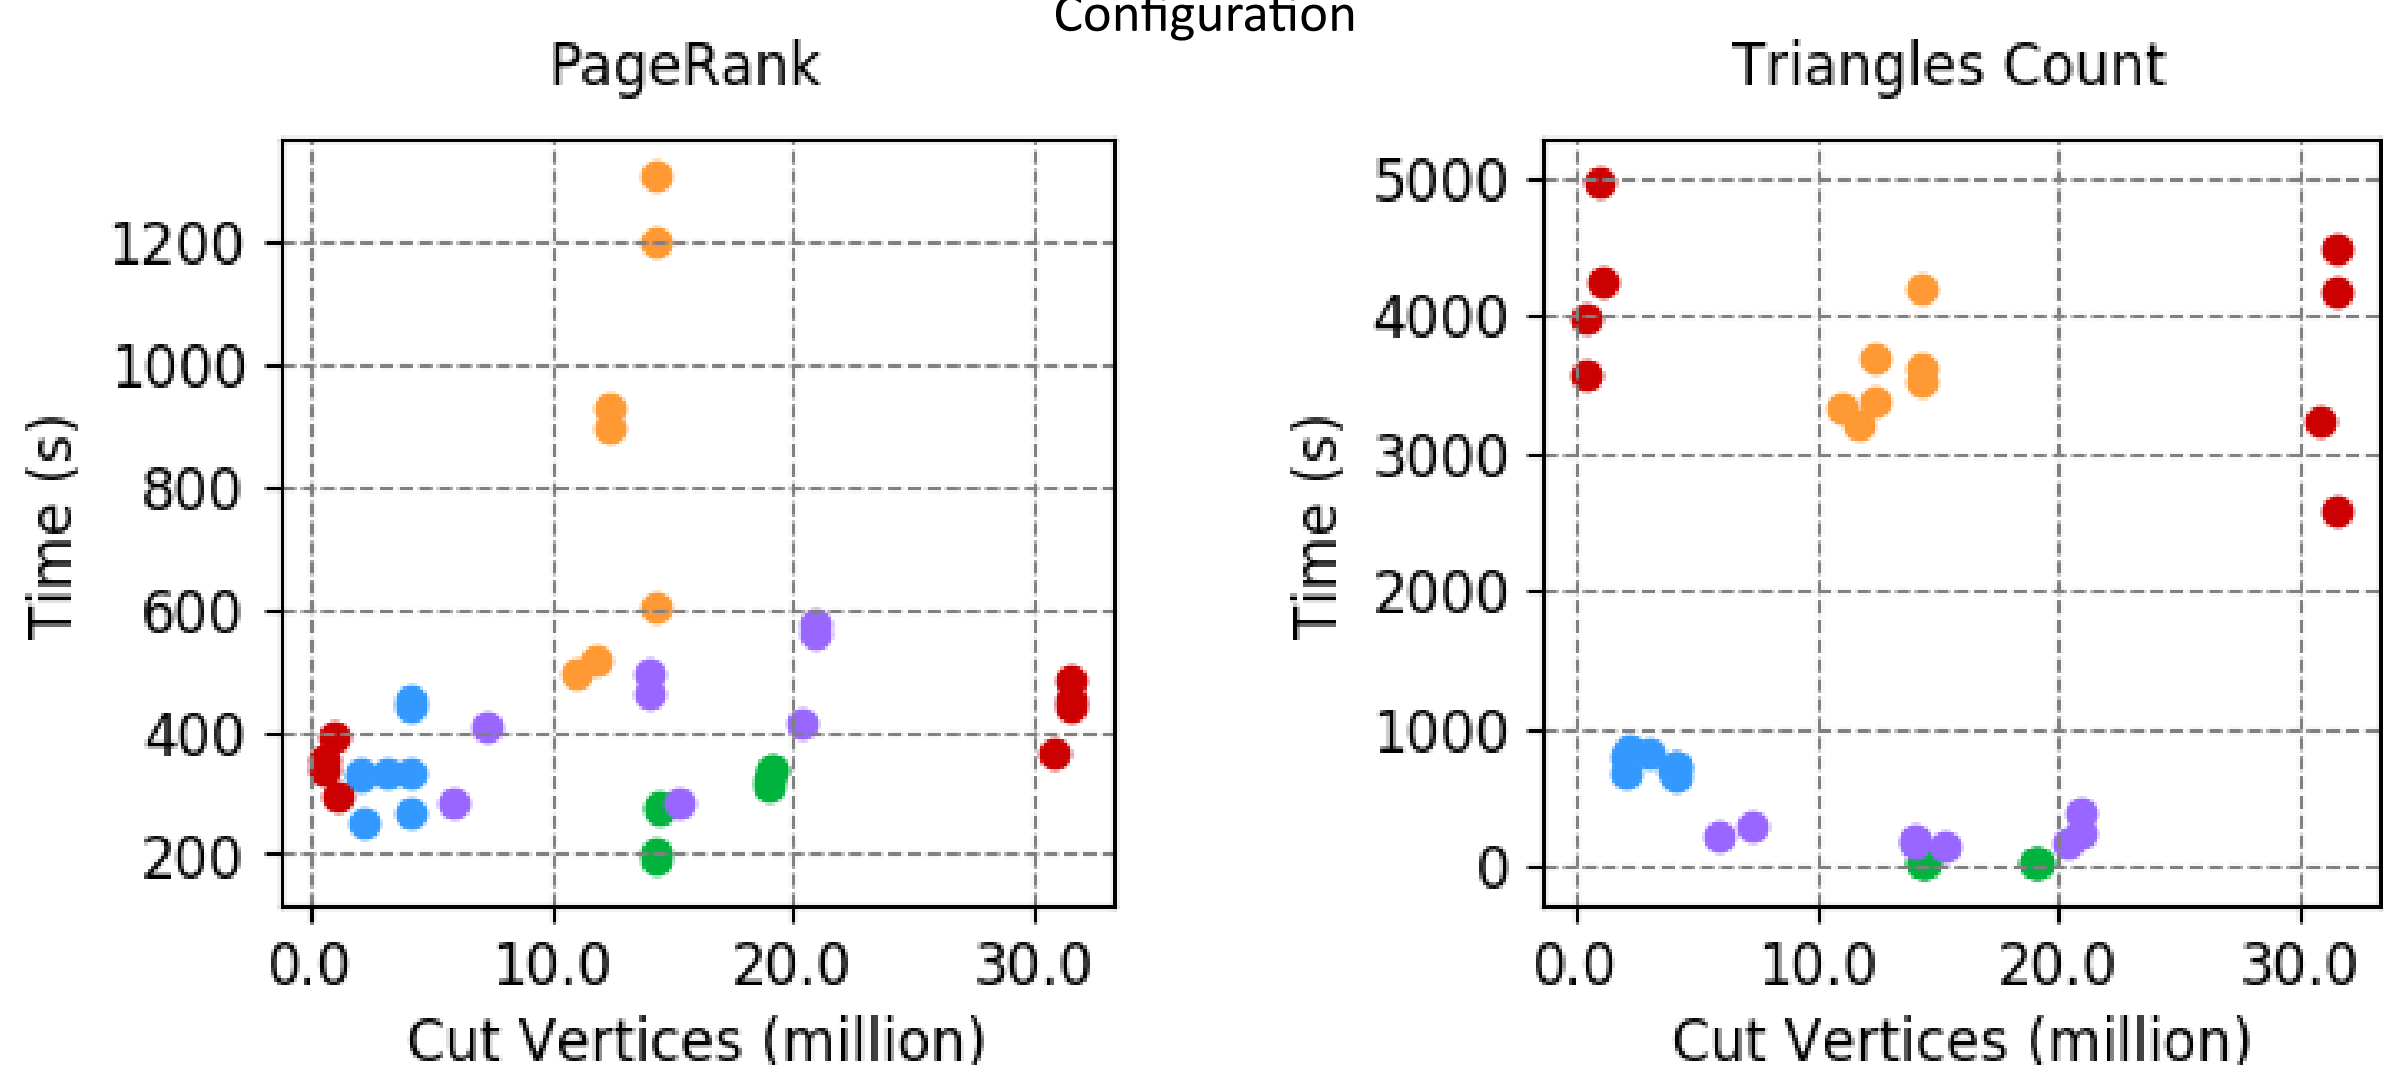 Configuration
PageRank
1200
1000
800
600
400
200
Time (s)
0.0 10.0 20.0 30.0
Cut Vertices (million)
Triangles Count
5000
4000
3000
2000
1000
0
Time (s)
0.0 10.0 20.0 30.0
Cut Vertices (million)